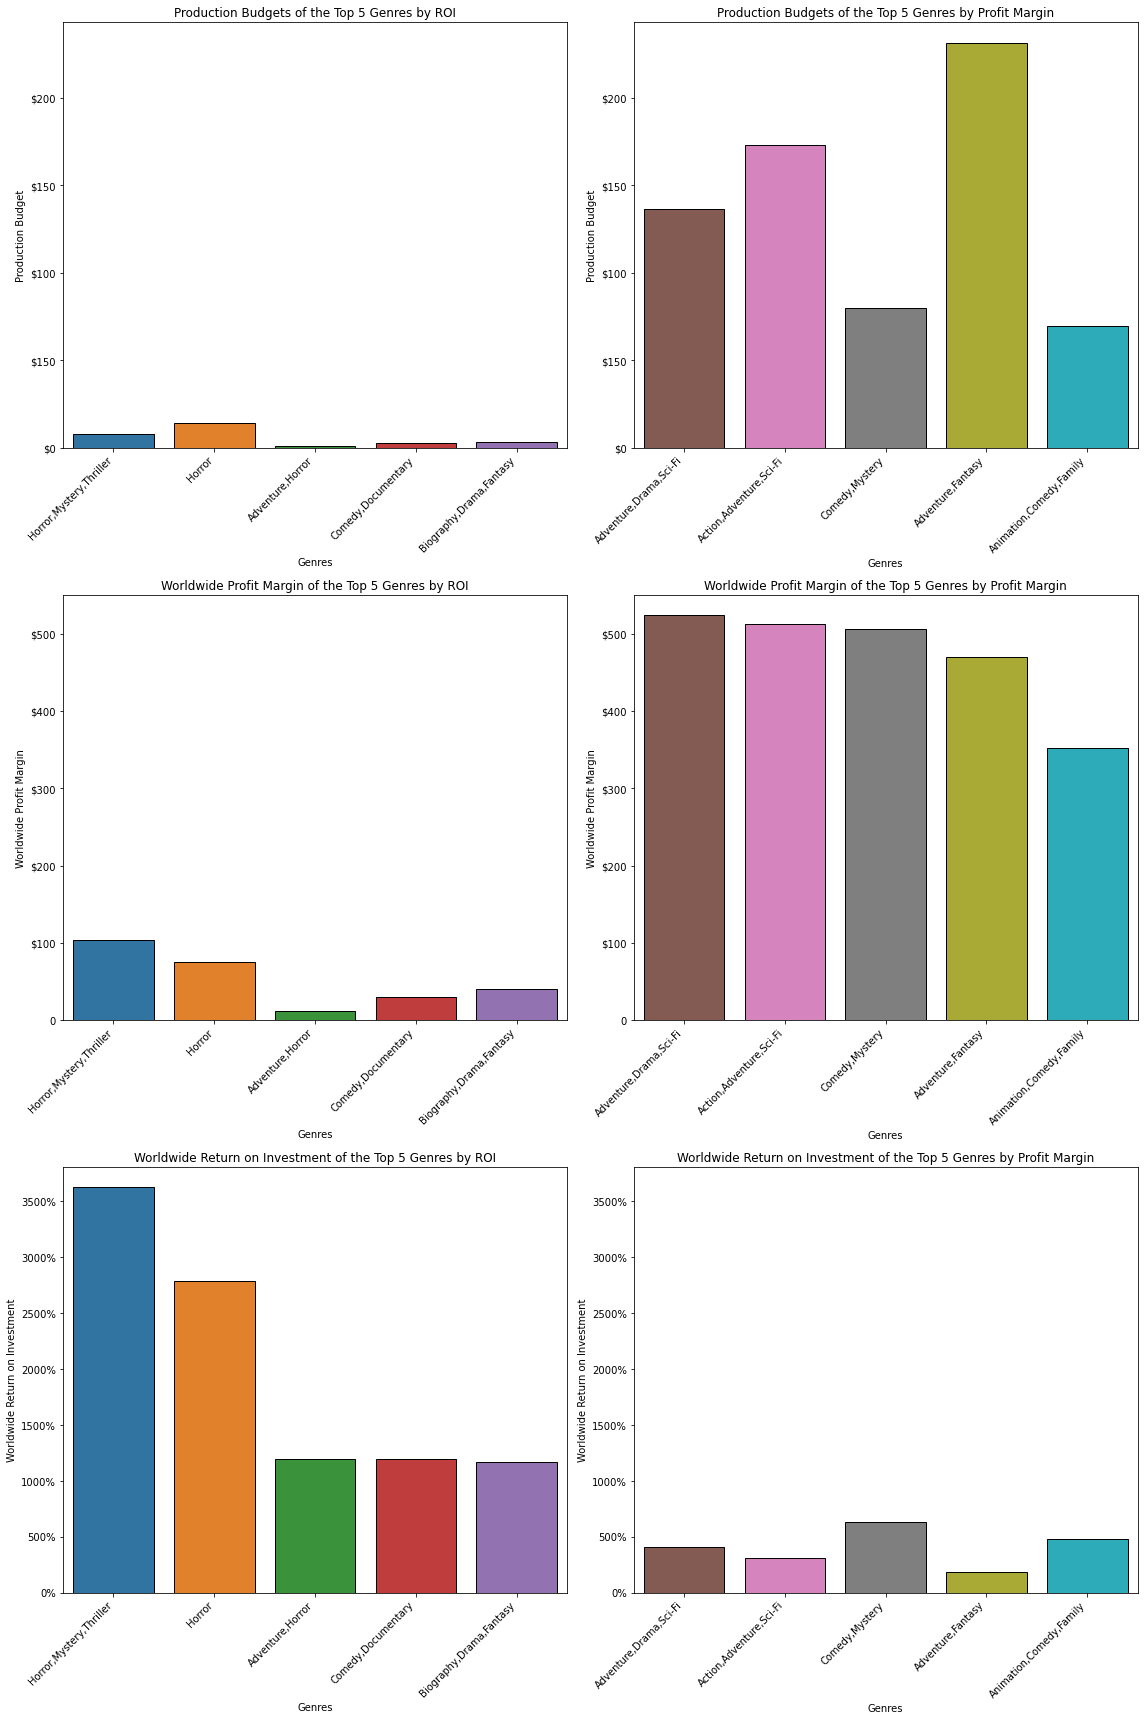 Production Budgets of the Top 5 Genres by ROI
Production Budget
$200
$150
$100
$150
$0
Horror,Mystery,Thriller
Horror
Adventure,Horror
Comedy,Documentary
Biography,Drama,Fantasy
Genres
Production Budgets of the Top 5 Genres by Profit Margin
Production Budget
$200
$150
$100
$150
$0
Adventure,Drama,Sci-Fi
Action,Adventure,Sci-Fi
Comedy,Mystery
Adventure,Fantasy
Animation,Comedy,Family
Genres
Worldwide Profit Margin of the Top 5 Genres by ROI
Worldwide Profit Margin
$500
$400
$300
$200
$100
0
Horror,Mystery,Thriller
Horror
Adventure,Horror
Comedy,Documentary
Biography,Drama,Fantasy
Genres
Worldwide Profit Margin of the Top 5 Genres by Profit Margin
Worldwide Profit Margin
$500
$400
$300
$200
$100
0
Adventure,Drama,Sci-Fi
Action,Adventure,Sci-Fi
Comedy,Mystery
Adventure,Fantasy
Animation,Comedy,Family
Genres
Worldwide Return on Investment of the Top 5 Genres by ROI
Worldwide Return on Investment
3500%
3000%
2500%
2000%
1500%
1000%
500%
0%
Horror,Mystery,Thriller
Horror
Adventure,Horror
Comedy,Documentary
Biography,Drama,Fantasy
Genres
Worldwide Return on Investment of the Top 5 Genres by Profit Margin
Worldwide Return on Investment
3500%
3000%
2500%
2000%
1500%
1000%
500%
0%
Adventure,Drama,Sci-Fi
Action,Adventure,Sci-Fi
Comedy,Mystery
Adventure,Fantasy
Animation,Comedy,Family
Genres